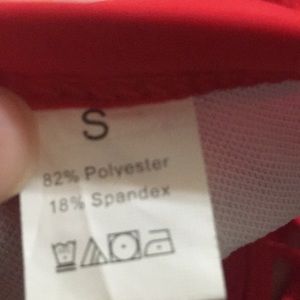 S
82% Polyester
18% Spandex